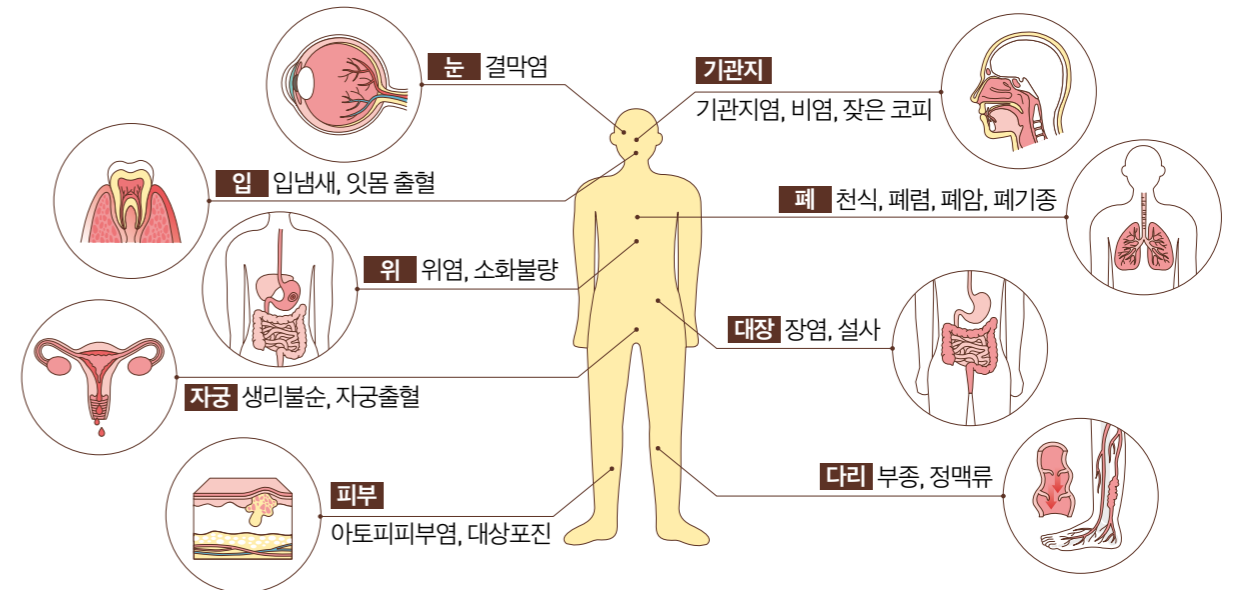 눈 결막염
기관지
기관지염, 비염, 잦은 코피
입 입냄새, 잇몸 출혈
폐 천식, 폐렴, 폐암, 폐기종
위 위염, 소화불량
대장 장염, 설사
자궁 생리불순, 자궁출혈
다리 부종, 정맥류
피부
아토피피부염, 대상포진